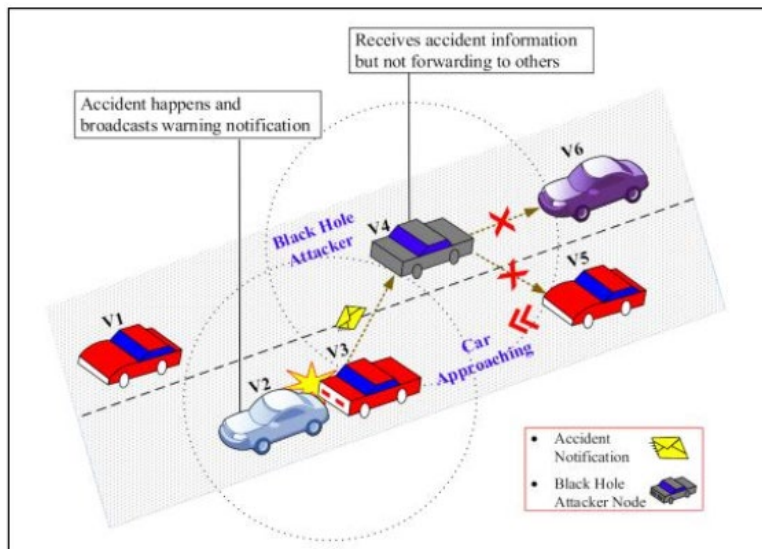 Receives accident information
but not forwarding to others
Accident happens and
broadcasts warning notification
V6
V4
Black Hole
Attacker
V5
V1
V3
Car
Approaching
V2
• Accident
Notification
• Black Hole
Attacker Node